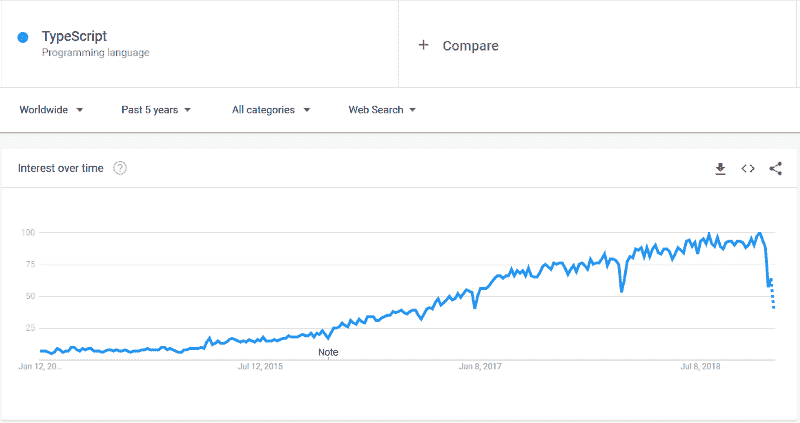 TypeScript
Programming language
+ Compare
Worldwide
Past 5 years
All categories
Web Search
Interest over time ?
100
75
50
25
Note
Jan 12, 20...
Jul 12, 2015
Jan 8, 2017
Jul 8, 2018